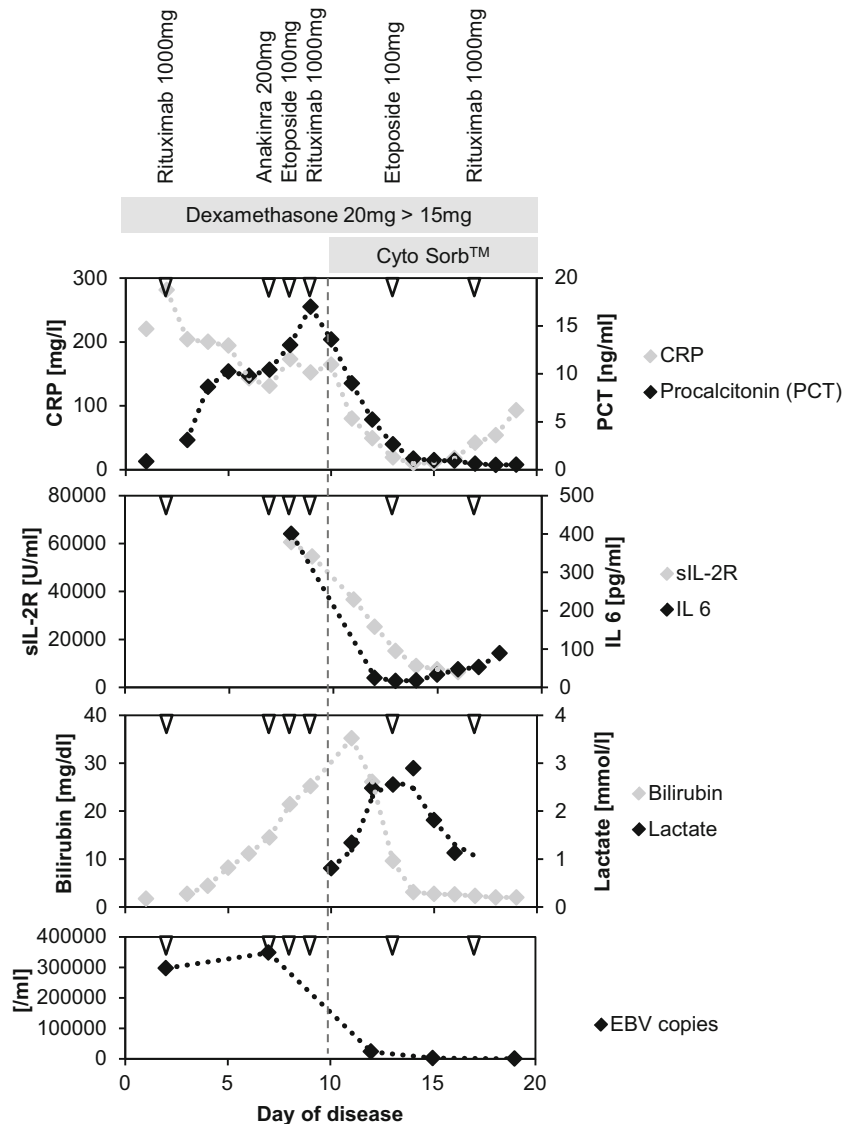 Rituximab 1000mg
Anakinra 200mg
Etoposide 100mg
Rituximab 1000mg
Etoposide 100mg
Rituximab 1000mg
Dexamethasone 20mg > 15mg
Cyto Sorb™
300
200
100
0
CRP [mg/l]
20
15
10
5
0
PCT [ng/ml]
CRP
Procalcitonin (PCT)
80000
60000
40000
20000
0
sIL-2R [U/ml]
500
400
300
200
100
0
IL 6 [pg/ml]
sIL-2R
IL 6
40
30
20
10
0
Bilirubin [mg/dl]
4
3
2
1
0
Lactate [mmol/l]
Bilirubin
Lactate
400000
300000
200000
100000
0
[/ml]
EBV copies
0 5 10 15 20
Day of disease